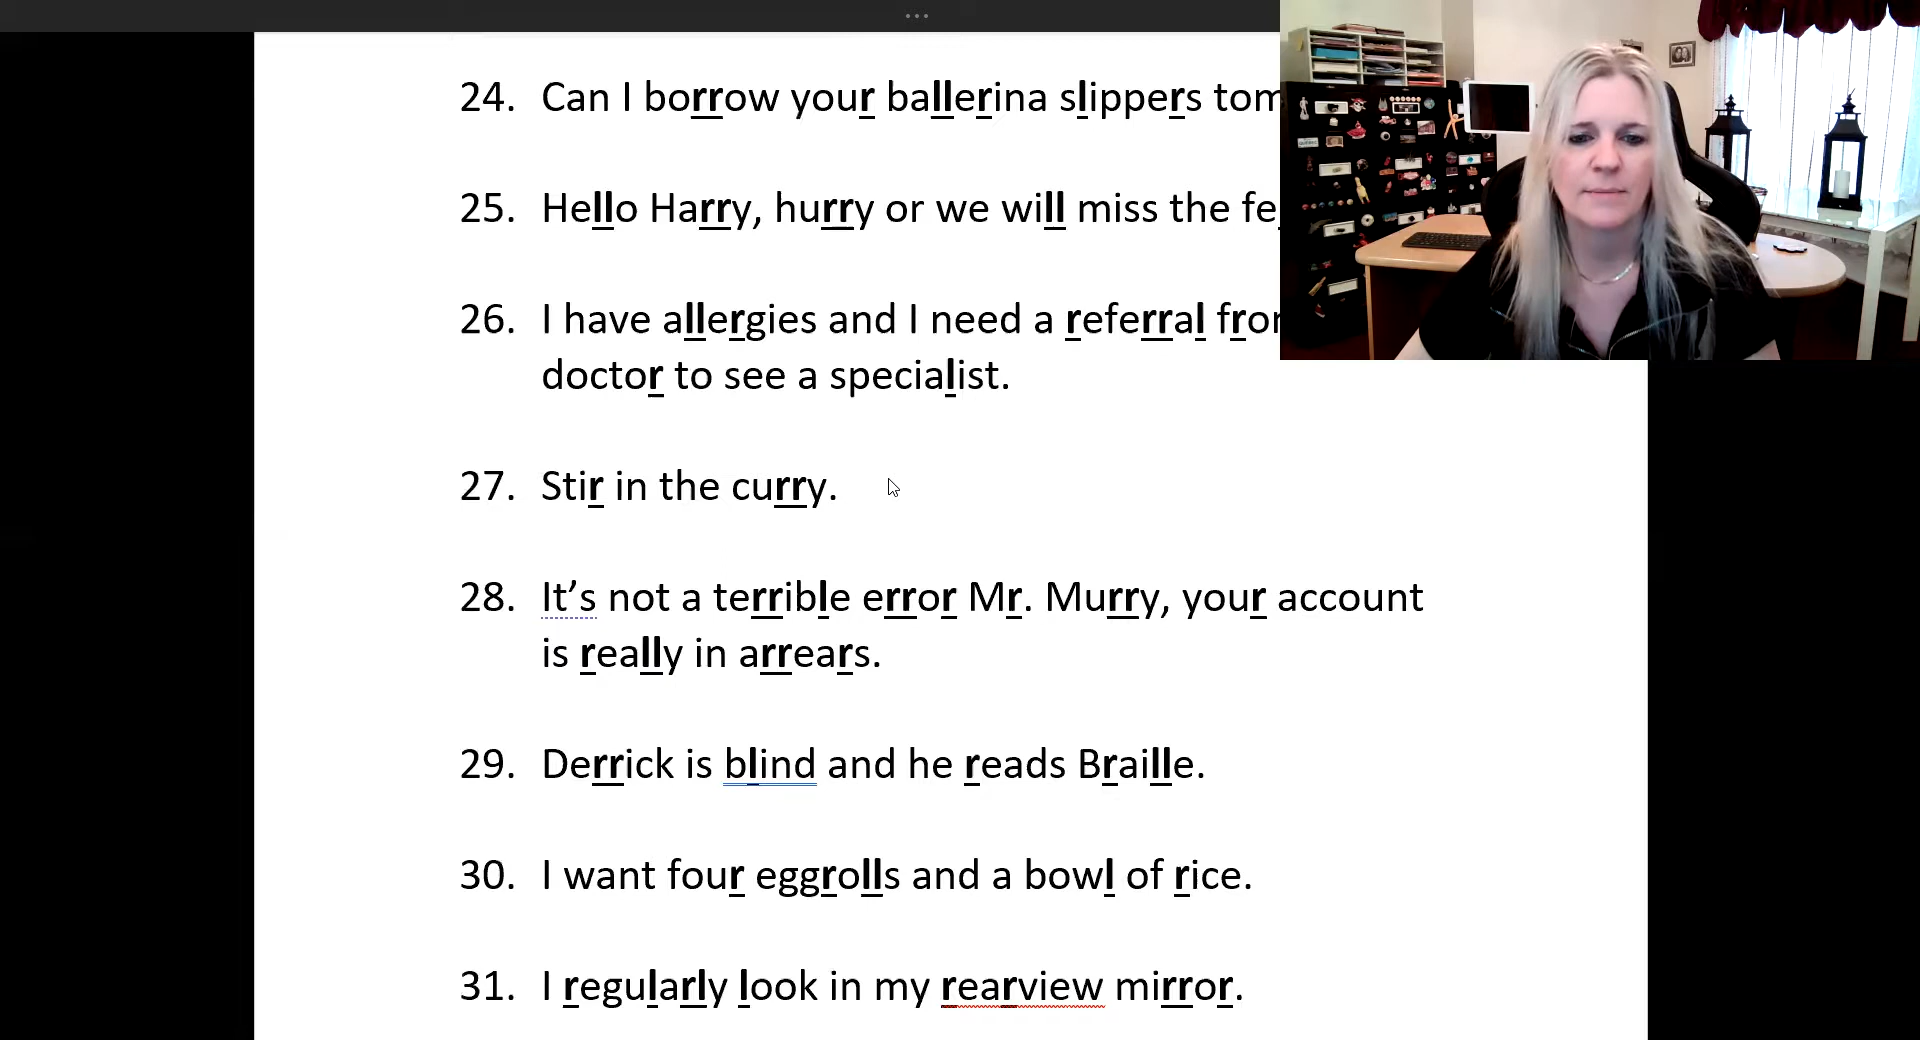 24. Can I borrow your ballerina slippers
25. Hello Harry, hurry or we will miss the
26. I have allergies and I need a referral
doctor to see a specialist.
27. Stir in the curry.
28. It’s not a terrible error Mr. Murry, your account
is really in arrears.
29. Derrick is blind and he reads Braille.
30. I want four eggrolls and a bowl of rice.
31. I regularly look in my rearview mirror.